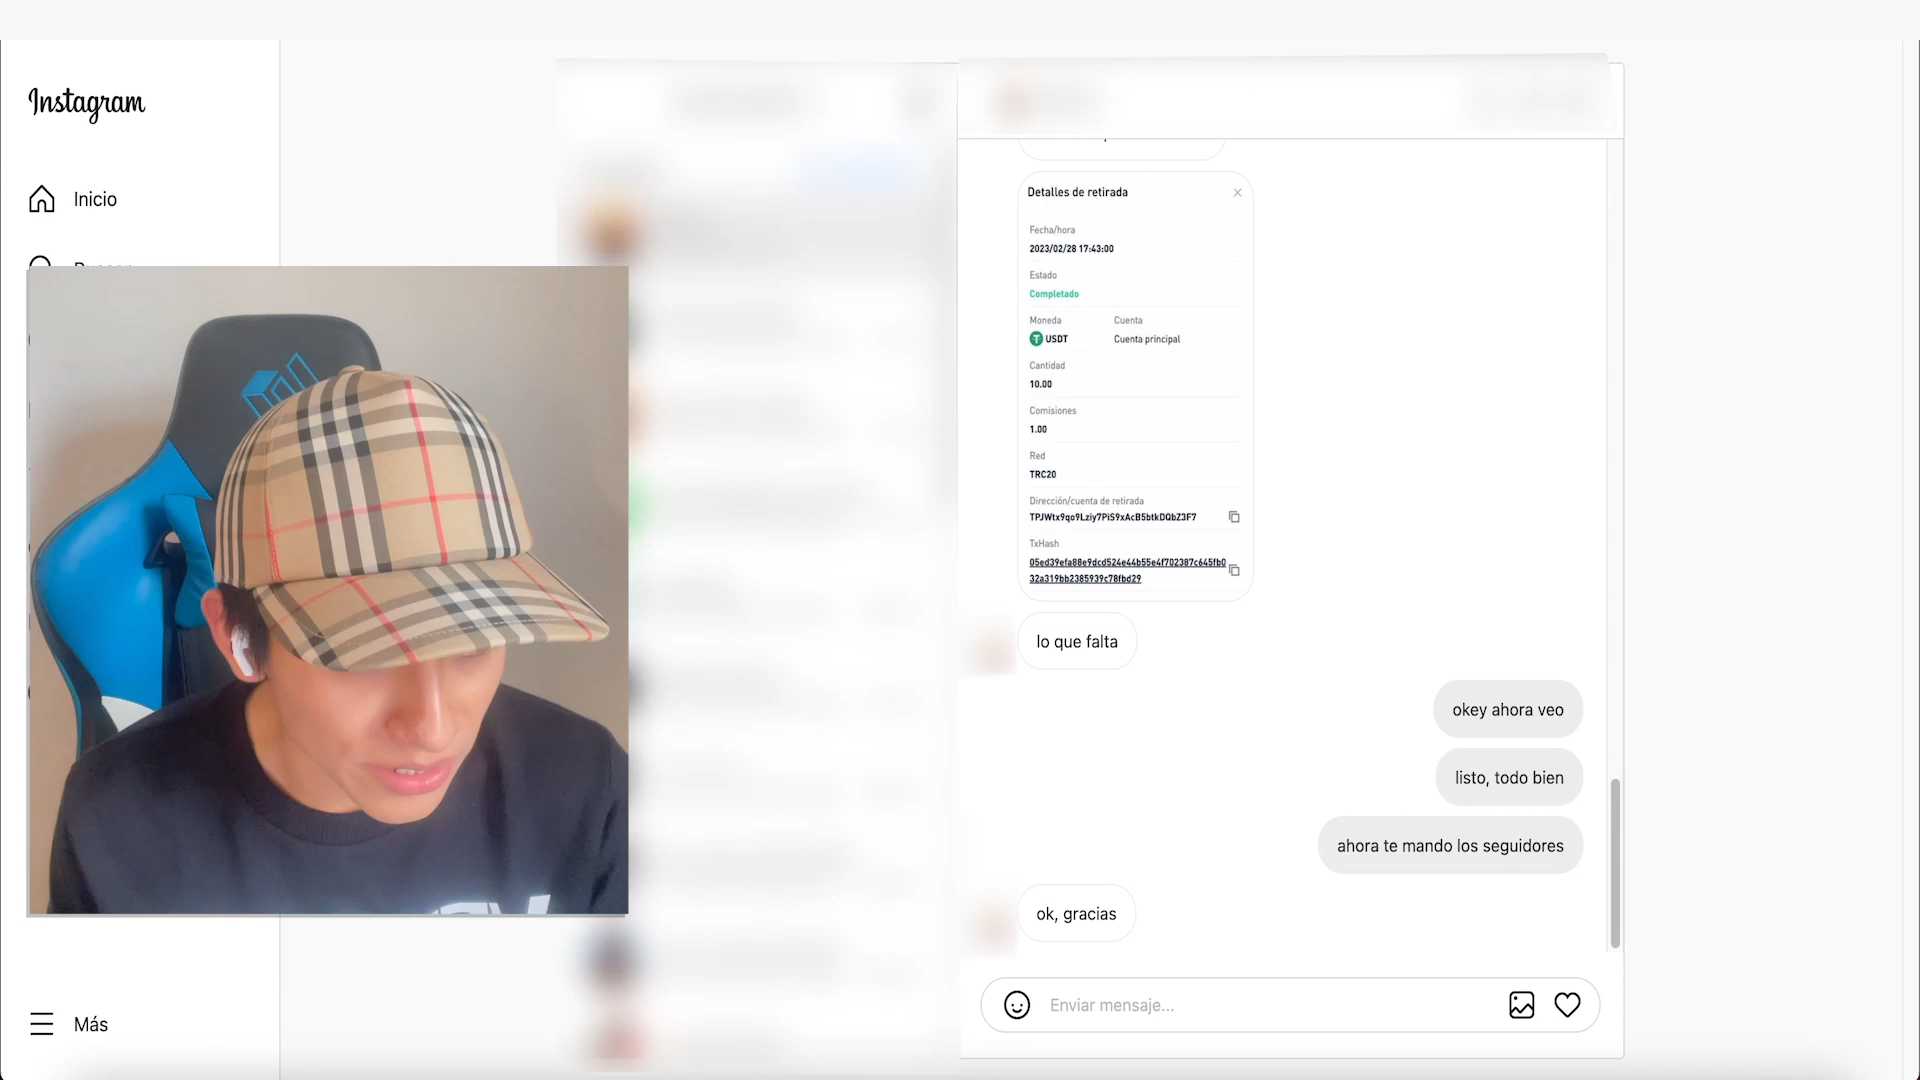 Instagram
Inicio
Más
Detalles de retirada
Fecha/hora
2023/02/28 17:43:00
Estado
Completado
Moneda Cuenta
USDT Cuenta principal
Cantidad
10.00
Comisiones
1.00
Red
TRC20
Dirección/cuenta de retirada
TPJWtx9qo9Lziy7PiS9xAcB5btkDQbZ3F7
TxHash
05ed39efa88e9dcd524e44b55e4f702387c645fb0
32a319bb2385939c78fbd29
lo que falta
okey ahora veo
listo, todo bien
ahora te mando los seguidores
ok, gracias
Enviar mensaje...